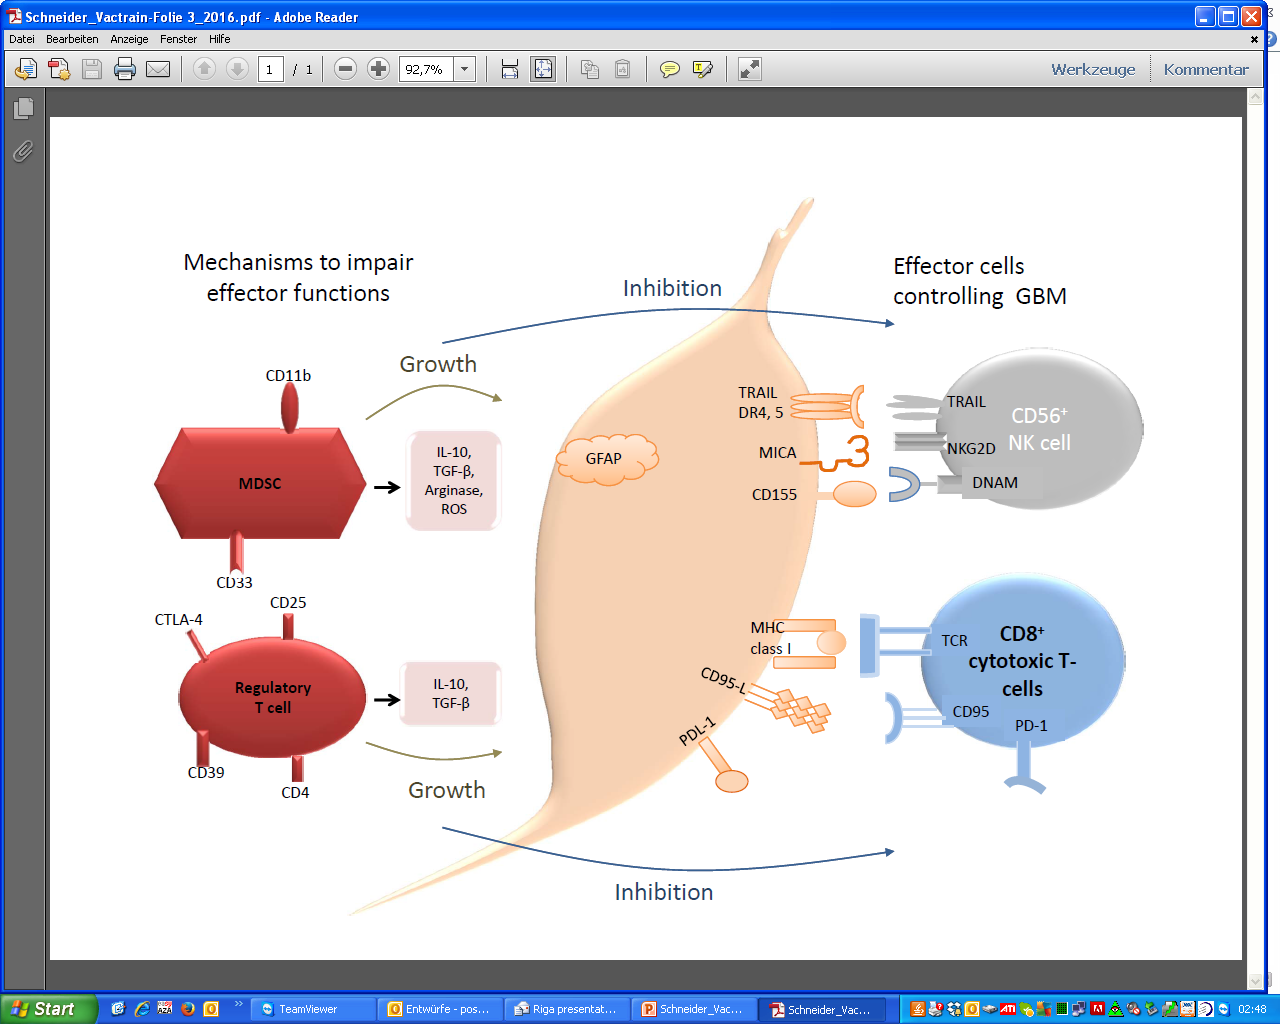 Schneider_Vactrain-Folie 3_2016.pdf - Adobe Reader
Datei Bearbeiten Anzeige Fenster Hilfe
1 / 1 92,7% Werkzeuge Kommentar
Mechanisms to impair
effector functions
Inhibition
Effector cells
controlling GBM
Growth
CD11b
MDSC
CD33
IL-10,
TGF-β,
Arginase,
ROS
GFAP
TRAIL
DR4, 5
MICA
CD155
TRAIL
NKG2D
DNAM
CD56+
NK cell
CTLA-4
CD25
Regulatory
T cell
CD39
CD4
IL-10,
TGF-β
Growth
MHC
class I
CD95-L
PDL-1
TCR
CD95
PD-1
CD8+
cytotoxic T-
cells
Inhibition
Start
TeamViewer
Entwürfe - pos...
Riga presentat...
Schneider_Vac...
Schneider_Vac...
02:48